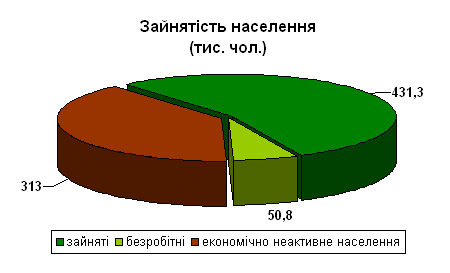 Зайнятість населення
(тис. чол.)
431,3
313
50,8
зайняті безробітні економічно неактивне населення